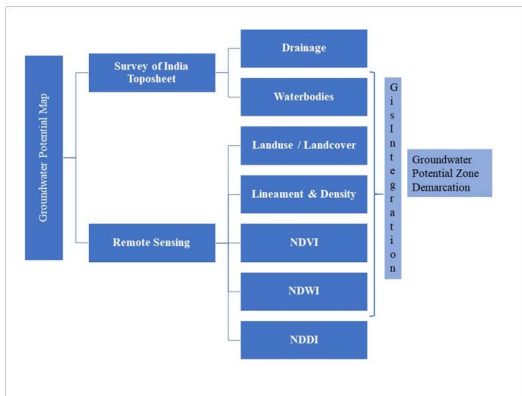 Groundwater Potential Map
Survey of India
Toposheet
Remote Sensing
Drainage
Waterbodies
Landuse / Landcover
Lineament & Density
NDVI
NDWI
NDDI
GisIntegration
Groundwater
Potential Zone
Demarcation